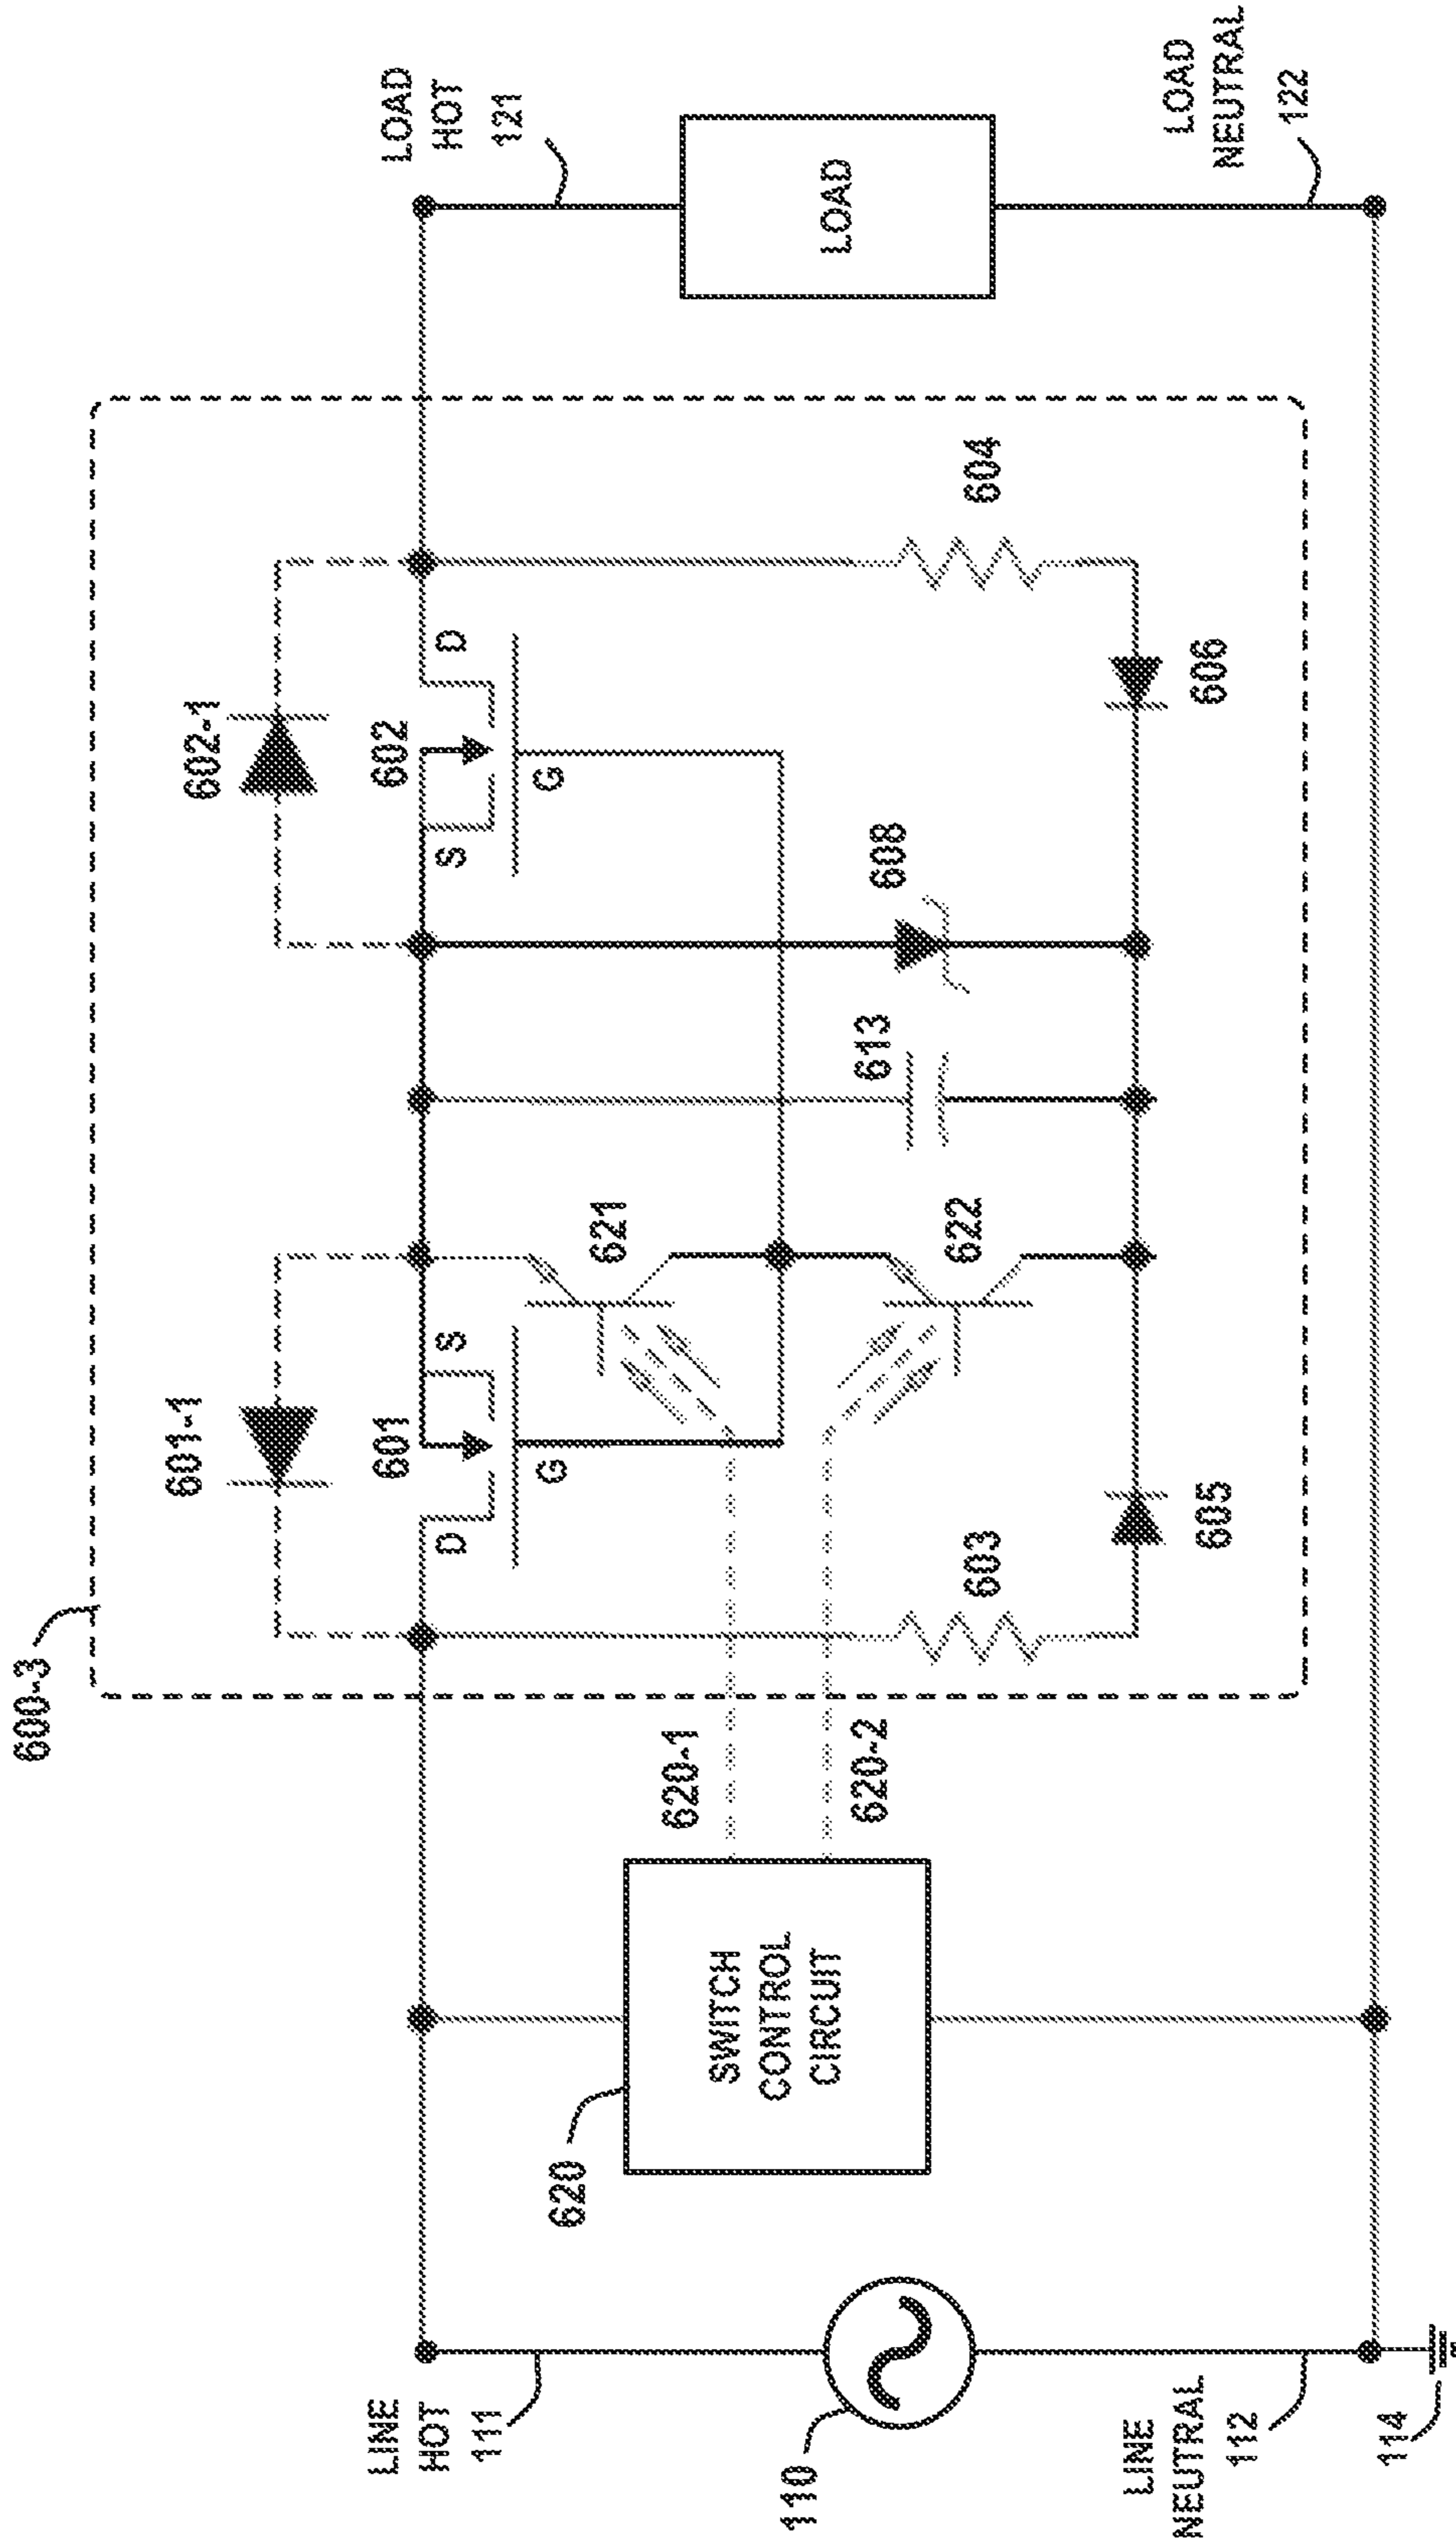 600-3
601-1
602-1
LINE
HOT
111
LOAD
HOT
121
601
D
S
G
602
S
D
G
620
SWITCH
CONTROL
CIRCUIT
620-1
620-2
621
622
613
608
603
604
605
606
110
LOAD
LINE
NEUTRAL
112
114
LOAD
NEUTRAL
122